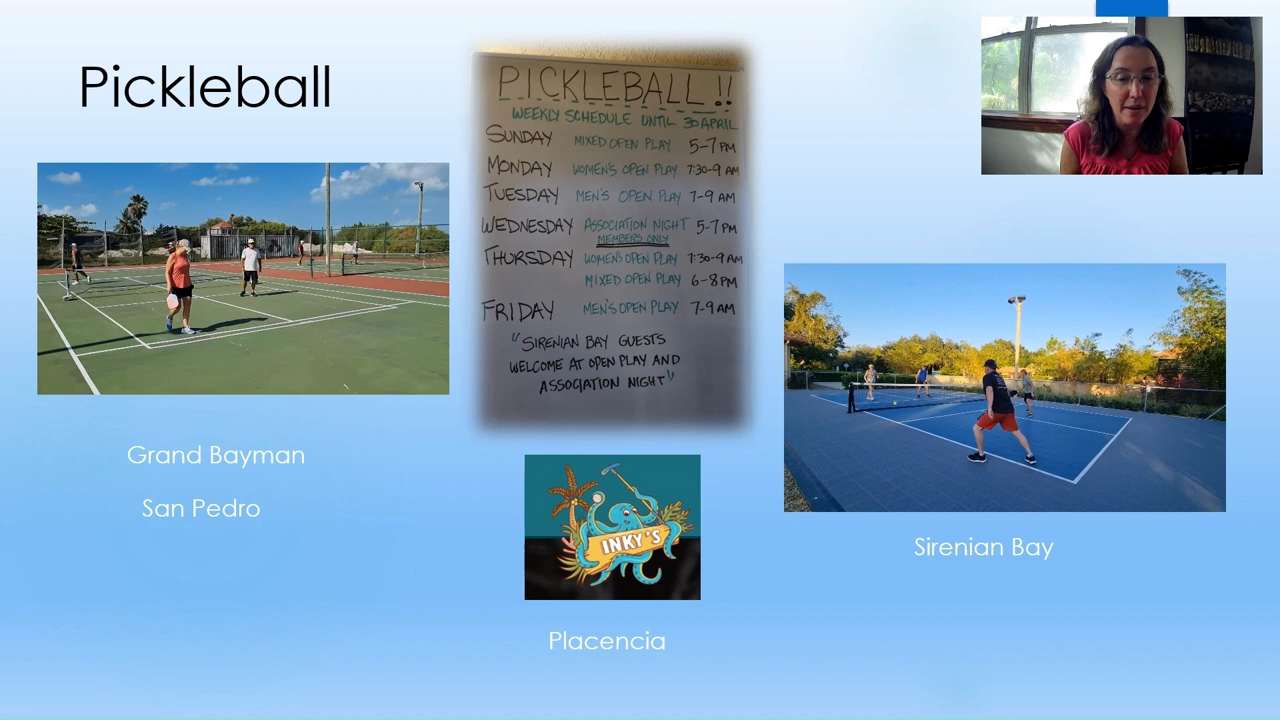 Pickleball
PICKLEBALL!!
WEEKLY SCHEDULE UNTIL 30 APRIL
SUNDAY MIXED OPEN PLAY 5-7 PM
MONDAY WOMEN'S OPEN PLAY 7:30-9 AM
TUESDAY MEN'S OPEN PLAY 7-9 AM
WEDNESDAY ASSOCIATION NIGHT 5-7 PM
MEMBERS ONLY
THURSDAY WOMEN'S OPEN PLAY 7:30-9 AM
MIXED OPEN PLAY 6-8 PM
FRIDAY MEN'S OPEN PLAY 7-9 AM
"SIRENIAN BAY GUESTS
WELCOME AT OPEN PLAY AND
ASSOCIATION NIGHT"
Grand Bayman
San Pedro
INKY'S
Placencia
Sirenian Bay